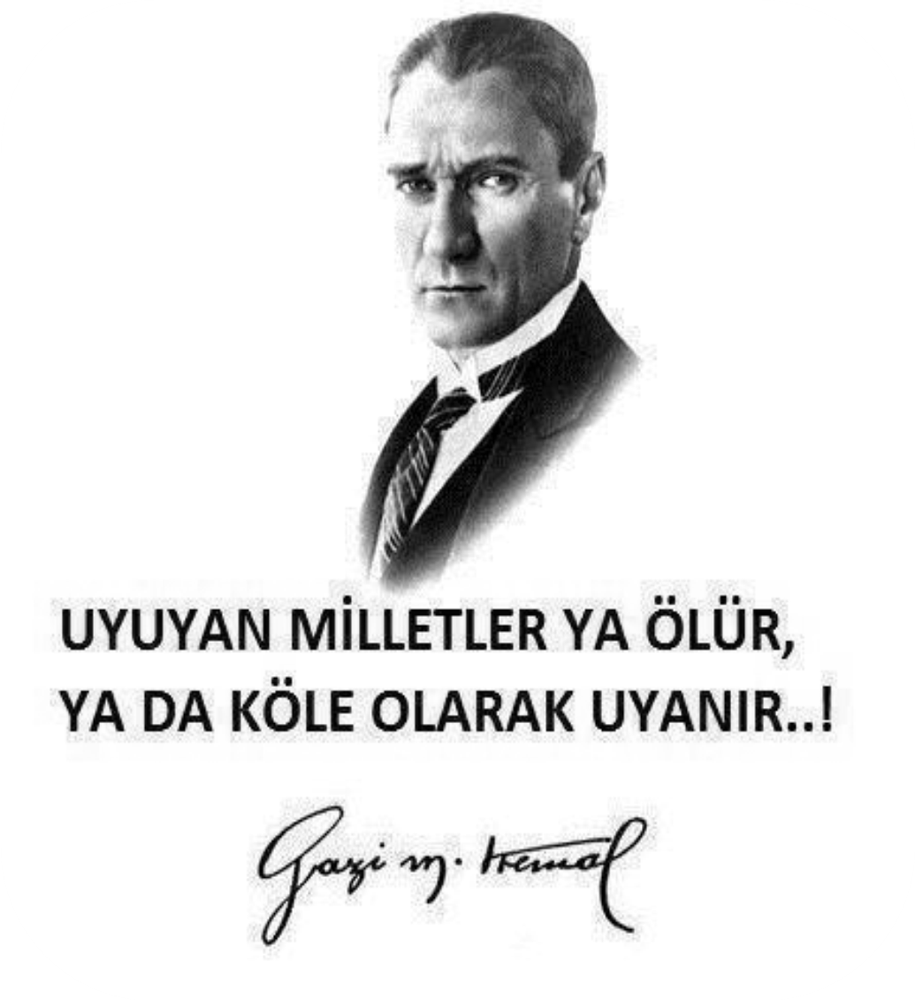 UYUYAN MİLLETLER YA ÖLÜR,
YA DA KÖLE OLARAK UYANIR..!
Gazi M. Kemal